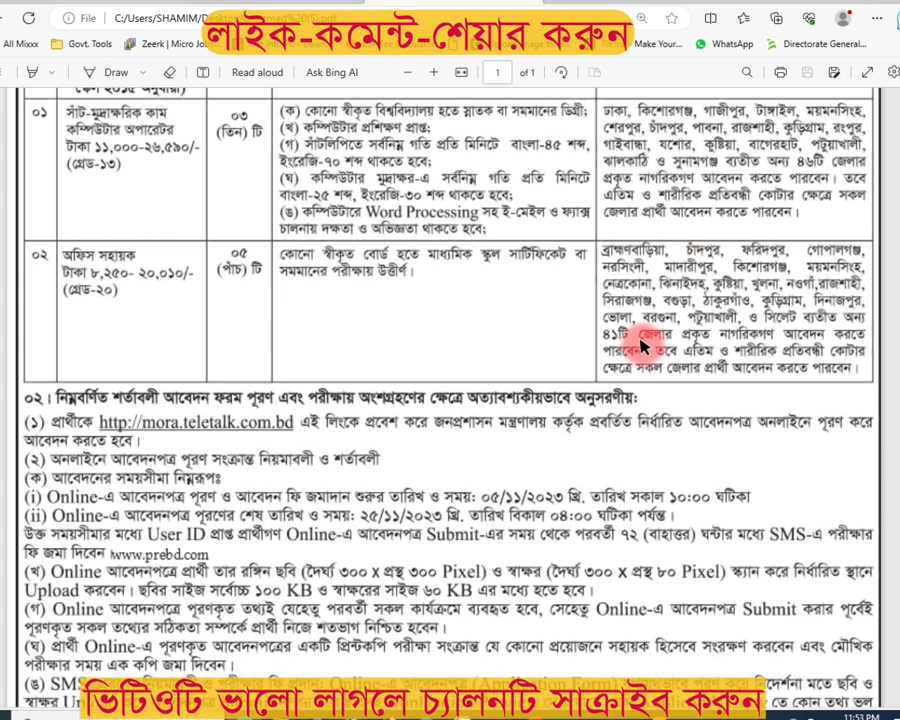 File
C:/Users/SHAMIM/Desktop
লাইক-কমেন্ট-শেয়ার করুন
All Mixxx
Govt. Tools
Zeerk | Micro Jo...
Make Your...
WhatsApp
Directorate General...
Draw
Read aloud
Ask Bing AI
1 of 1
০১
সাঁট-মুদ্রাক্ষরিক কাম
কম্পিউটার অপারেটর
টাকা ১১,০০০-২৬,৫৯০/-
(গ্রেড-১৩)
০৩
(তিন) টি
(ক) কোনো স্বীকৃত বিশ্ববিদ্যালয় হতে স্নাতক বা সমমানের ডিগ্রী;
(খ) কম্পিউটার প্রশিক্ষণ প্রাপ্ত;
(গ) সাঁটলিপিতে সর্বনিম্ন গতি প্রতি মিনিটে বাংলা-৪৫ শব্দ,
ইংরেজি-৭০ শব্দ থাকতে হবে;
(ঘ) কম্পিউটার মুদ্রাক্ষর-এ সর্বনিম্ন গতি প্রতি মিনিটে
বাংলা-২৫ শব্দ, ইংরেজি-৩০ শব্দ থাকতে হবে;
(ঙ) কম্পিউটারে Word Processing সহ ই-মেইল ও ফ্যাক্স
চালনায় দক্ষতা ও অভিজ্ঞতা থাকতে হবে;
ঢাকা, কিশোরগঞ্জ, গাজীপুর, টাঙ্গাইল, ময়মনসিংহ,
শেরপুর, চাঁদপুর, পাবনা, রাজশাহী, কুড়িগ্রাম, রংপুর,
গাইবান্ধা, যশোর, কুষ্টিয়া, বাগেরহাট, পটুয়াখালী,
ঝালকাঠি ও সুনামগঞ্জ ব্যতীত অন্য ৪৬টি জেলার
প্রকৃত নাগরিকগণ আবেদন করতে পারবেন। তবে
এতিম ও শারীরিক প্রতিবন্ধী কোটার ক্ষেত্রে সকল
জেলার প্রার্থী আবেদন করতে পারবেন।
০২
অফিস সহায়ক
টাকা ৮,২৫০- ২০,০১০/-
(গ্রেড-২০)
০৫
(পাঁচ) টি
কোনো স্বীকৃত বোর্ড হতে মাধ্যমিক স্কুল সার্টিফিকেট বা
সমমানের পরীক্ষায় উত্তীর্ণ।
ব্রাহ্মণবাড়িয়া, চাঁদপুর, ফরিদপুর, গোপালগঞ্জ,
নরসিংদী, মাদারীপুর, কিশোরগঞ্জ, ময়মনসিংহ,
নেত্রকোনা, ঝিনাইদহ, কুষ্টিয়া, খুলনা, নওগাঁ,রাজশাহী,
সিরাজগঞ্জ, বগুড়া, ঠাকুরগাঁও, কুড়িগ্রাম, দিনাজপুর,
ভোলা, বরগুনা, পটুয়াখালী, ও সিলেট ব্যতীত অন্য
৪১টি জেলার প্রকৃত নাগরিকগণ আবেদন করতে
পারবেন। তবে এতিম ও শারীরিক প্রতিবন্ধী কোটার
ক্ষেত্রে সকল জেলার প্রার্থী আবেদন করতে পারবেন।
০২। নিম্নবর্ণিত শর্তাবলী আবেদন ফরম পূরণ এবং পরীক্ষায় অংশগ্রহণের ক্ষেত্রে অত্যাবশ্যকীয়ভাবে অনুসরণীয়ঃ
(১) প্রার্থীকে http://mora.teletalk.com.bd এই লিংকে প্রবেশ করে জনপ্রশাসন মন্ত্রণালয় কর্তৃক প্রবর্তিত নির্ধারিত আবেদনপত্র অনলাইনে পূরণ করে
আবেদন করতে হবে।
(২) অনলাইনে আবেদনপত্র পূরণ সংক্রান্ত নিয়মাবলী ও শর্তাবলী
(ক) আবেদনের সময়সীমা নিম্নরূপঃ
(i) Online-এ আবেদনপত্র পূরণ ও আবেদন ফি জমাদান শুরুর তারিখ ও সময়: ০৫/১১/২০২৩ খ্রি. তারিখ সকাল ১০:০০ ঘটিকা
(ii) Online-এ আবেদনপত্র পূরণের শেষ তারিখ ও সময়: ২৫/১১/২০২৩ খ্রি. তারিখ বিকাল ০৪:০০ ঘটিকা পর্যন্ত।
উক্ত সময়সীমার মধ্যে User ID প্রাপ্ত প্রার্থীগণ Online-এর আবেদনপত্র Submit-এর সময় থেকে পরবর্তী ৭২ (বাহাত্তর) ঘন্টার মধ্যে SMS-এ পরীক্ষার
ফি জমা দিবেন www.prebd.com
(খ) Online আবেদনপত্রে প্রার্থী তার রঙ্গিন ছবি (দৈর্ঘ্য ৩০০ X প্রস্থ ৩০০ Pixel) ও স্বাক্ষর (দৈর্ঘ্য ৩০০ X প্রস্থ ৮০ Pixel) স্ক্যান করে নির্ধারিত স্থানে
Upload করবেন। ছবির সাইজ সর্বোচ্চ ১০০ KB ও স্বাক্ষরের সাইজ ৬০ KB এর মধ্যে হতে হবে।
(গ) Online আবেদনপত্রে পূরণকৃত তথ্যই যেহেতু পরবর্তী সকল কার্যক্রমে ব্যবহৃত হবে, সেহেতু Online-এ আবেদনপত্র Submit করার পূর্বেই
পূরণকৃত সকল তথ্যের সঠিকতা সম্পর্কে প্রার্থী নিজে শতভাগ নিশ্চিত হবেন।
(ঘ) প্রার্থী Online-এ পূরণকৃত আবেদনপত্রের একটি প্রিন্টকপি পরীক্ষা সংক্রান্ত যে কোনো প্রয়োজনে সহায়ক হিসেবে সংরক্ষণ করবেন এবং মৌখিক
পরীক্ষার সময় এক কপি জমা দিবেন।
(ঙ) SMS
নির্দেশনা মতে ছবি ও
ভিটিওটি ভালো লাগলে চ্যালনটি সাক্রাইব করুন
11:53 PM